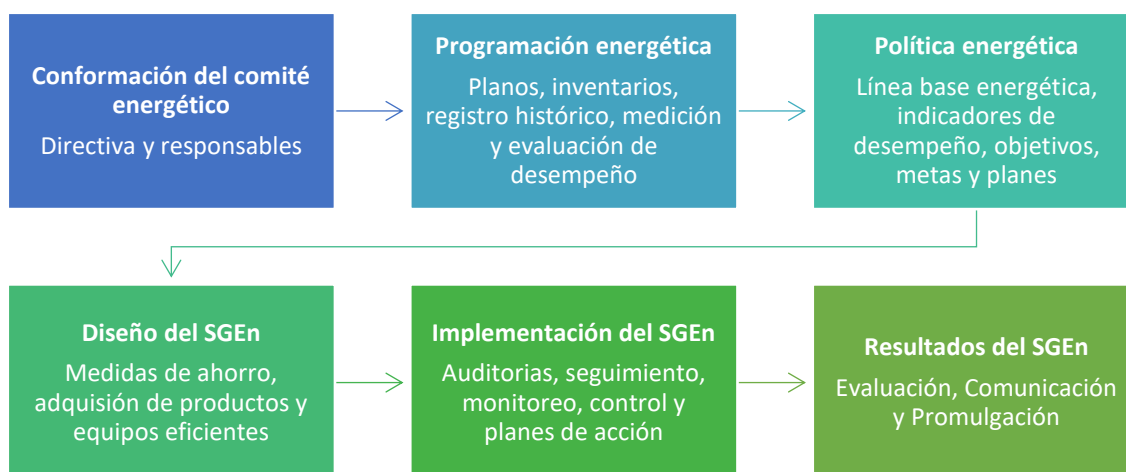 Conformación del comité
energético
Directiva y responsables
Programación energética
Planos, inventarios,
registro histórico, medición
y evaluación de
desempeño
Política energética
Línea base energética,
indicadores de
desempeño, objetivos,
metas y planes
Diseño del SGEn
Medidas de ahorro,
adquisión de productos y
equipos eficientes
Implementación del SGEn
Auditorias, seguimiento,
monitoreo, control y
planes de acción
Resultados del SGEn
Evaluación, Comunicación
y Promulgación